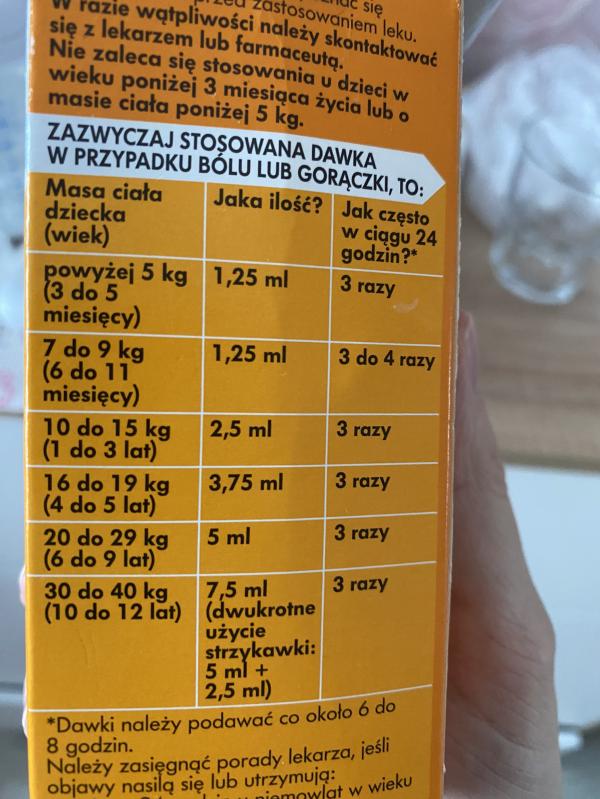 się
przed zastosowaniem leku.
W razie wątpliwości należy skontaktować
się z lekarzem lub farmaceutą.
Nie zaleca się stosowania u dzieci w
wieku poniżej 3 miesiąca życia lub o
masie ciała poniżej 5 kg.
ZAZWYCZAJ STOSOWANA DAWKA
W PRZYPADKU BÓLU LUB GORĄCZKI, TO:
Masa ciała
dziecka
(wiek)
Jaka ilość?
Jak często
w ciągu 24
godzin?*
powyżej 5 kg
(3 do 5
miesięcy)
1,25 ml
3 razy
7 do 9 kg
(6 do 11
miesięcy)
1,25 ml
3 do 4 razy
10 do 15 kg
(1 do 3 lat)
2,5 ml
3 razy
16 do 19 kg
(4 do 5 lat)
3,75 ml
3 razy
20 do 29 kg
(6 do 9 lat)
5 ml
3 razy
30 do 40 kg
(10 do 12 lat)
7,5 ml
(dwukrotne
użycie
strzykawki:
5 ml +
2,5 ml)
3 razy
*Dawki należy podawać co około 6 do
8 godzin.
Należy zasięgnąć porady lekarza, jeśli
objawy nasilą się lub utrzymują:
niemowląt w wieku